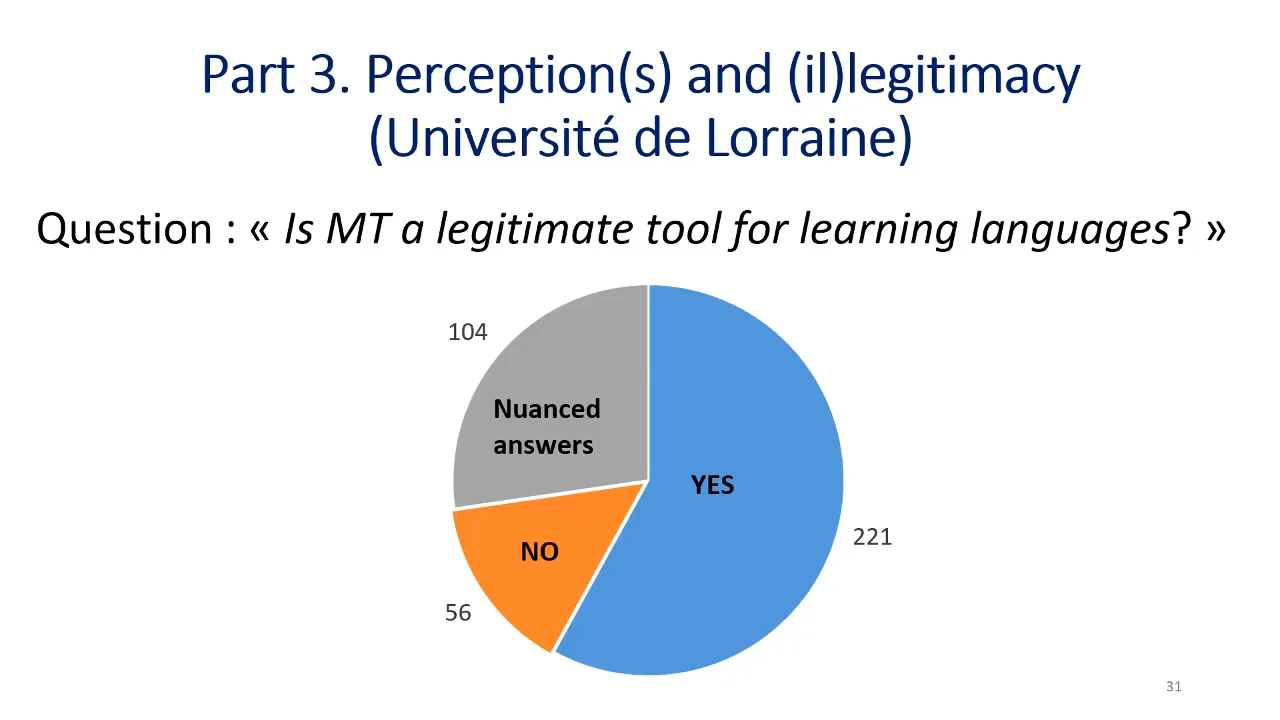 Part 3. Perception(s) and (il)legitimacy
(Université de Lorraine)
Question : « Is MT a legitimate tool for learning languages? »
104
Nuanced
answers
YES
221
NO
56
31